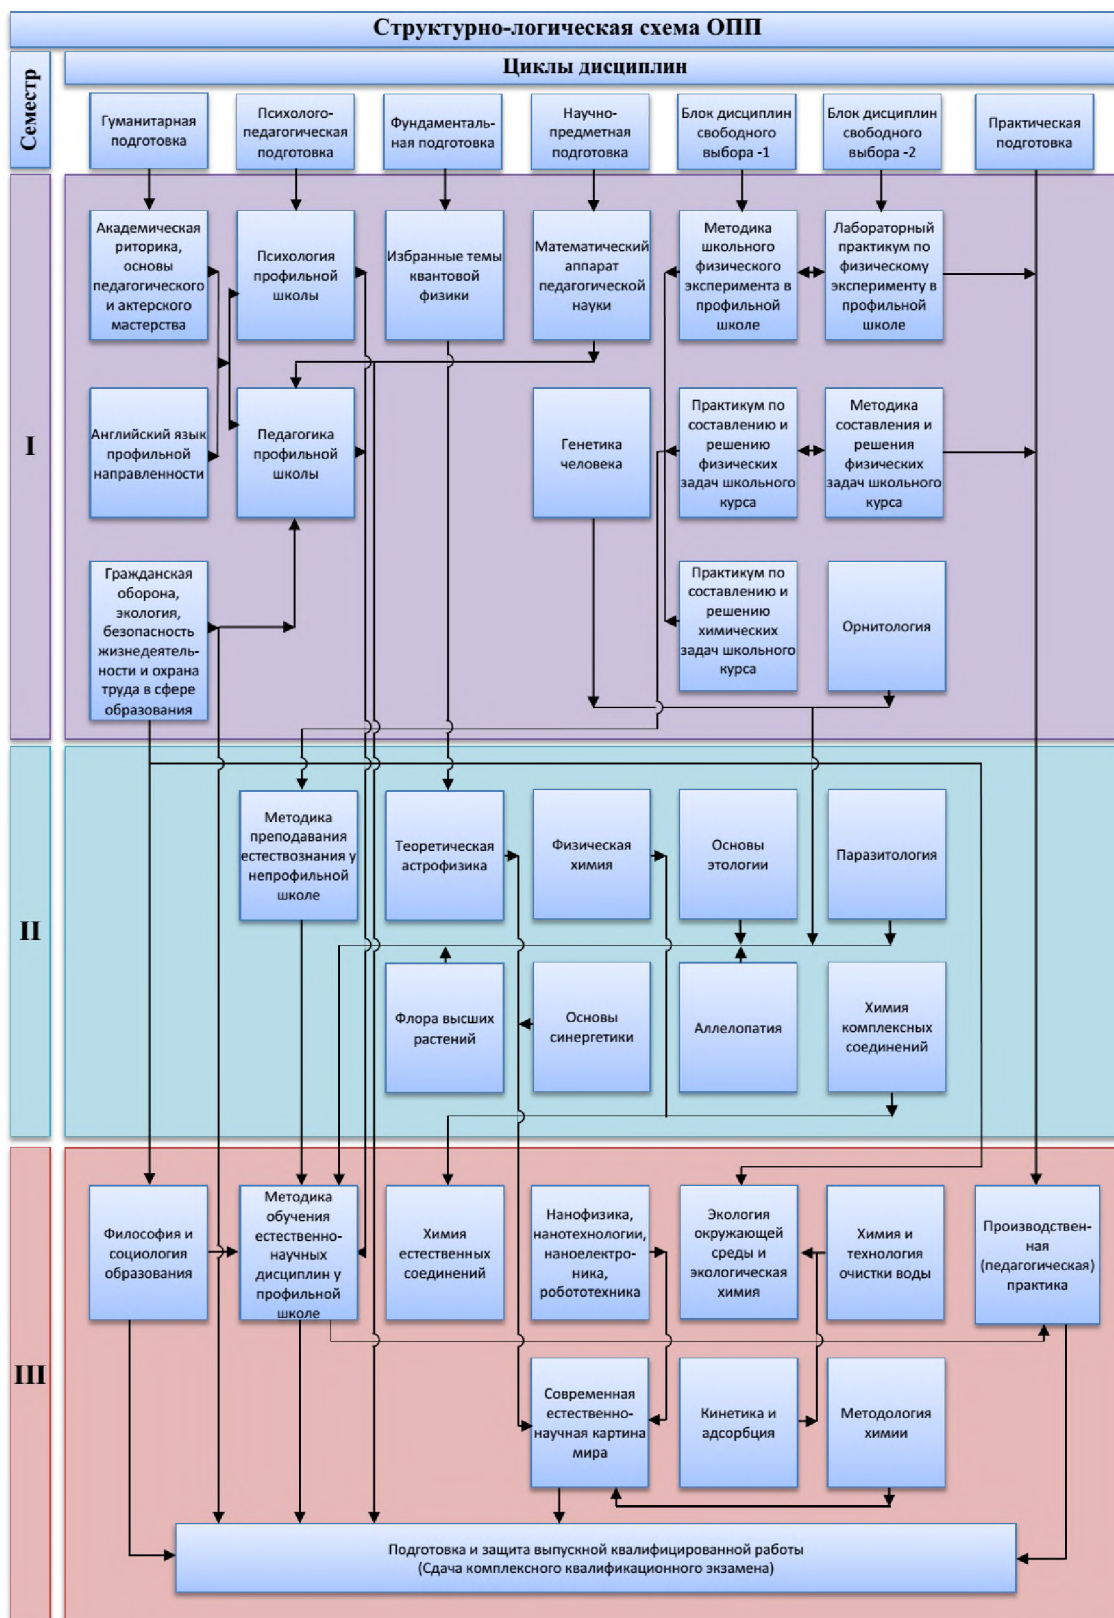 Структурно-логическая схема ОПП
Семестр
Циклы дисциплин
Гуманитарная
подготовка
Психолого-
педагогическая
подготовка
Фундаменталь-
ная подготовка
Научно-
предметная
подготовка
Блок дисциплин
свободного
выбора -1
Блок дисциплин
свободного
выбора -2
Практическая
подготовка
I
Академическая
риторика,
основы
педагогического
и актерского
мастерства
Психология
профильной
школы
Избранные темы
квантовой
физики
Математический
аппарат
педагогической
науки
Методика
школьного
физического
эксперимента в
профильной
школе
Лабораторный
практикум по
физическому
эксперименту в
профильной
школе
Английский язык
профильной
направленности
Педагогика
профильной
школы
Генетика
человека
Практикум по
составлению и
решению
физических
задач школьного
курса
Методика
составления и
решения
физических
задач школьного
курса
Гражданская
оборона,
экология,
безопасность
жизнедеятель-
ности и охрана
труда в сфере
образования
Практикум по
составлению и
решению
химических
задач школьного
курса
Орнитология
II
Методика
преподавания
естествознания у
непрофильной
школе
Теоретическая
астрофизика
Физическая
химия
Основы
этологии
Паразитология
Флора высших
растений
Основы
синергетики
Аллелопатия
Химия
комплексных
соединений
III
Философия и
социология
образования
Методика
обучения
естественно-
научных
дисциплин у
профильной
школе
Химия
естественных
соединений
Нанофизика,
нанотехнологии,
наноелектро-
ника,
робототехника
Экология
окружающей
среды и
экологическая
химия
Химия и
технология
очистки воды
Производствен-
ная
(педагогическая)
практика
Современная
естественно-
научная картина
мира
Кинетика и
адсорбция
Методология
химии
Подготовка и защита выпускной квалифицированной работы
(Сдача комплексного квалификационного экзамена)